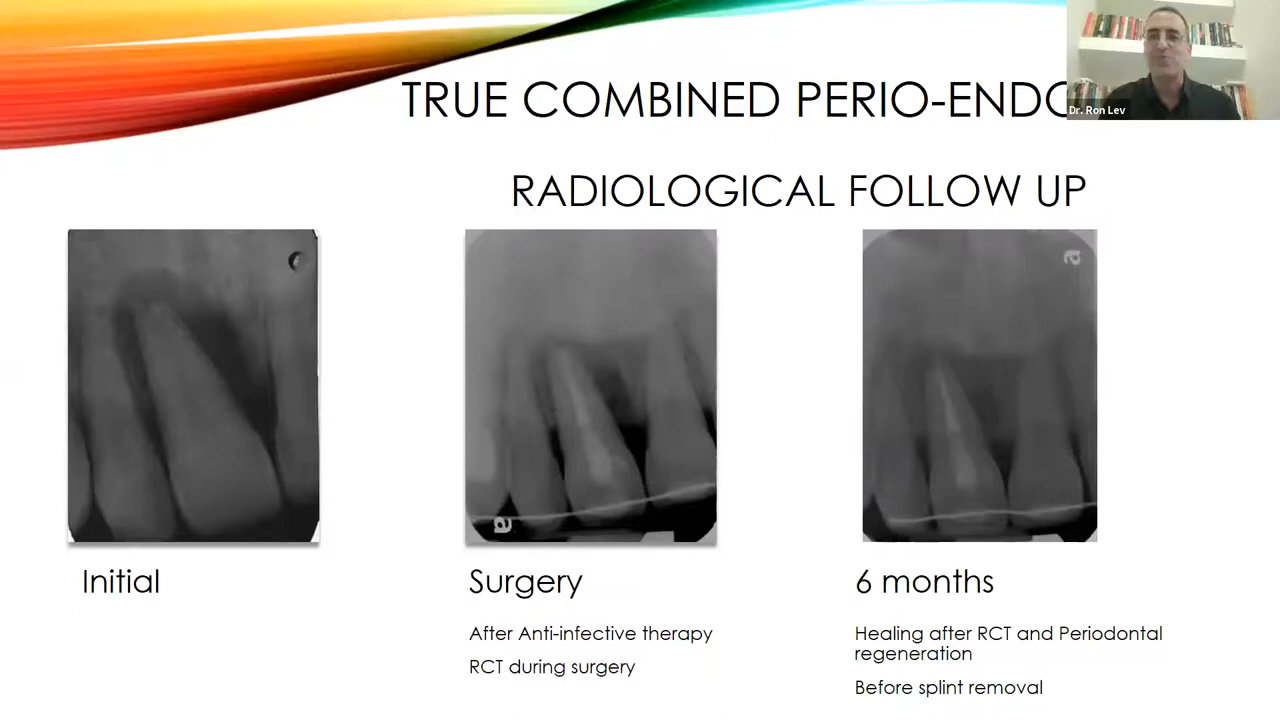 TRUE COMBINED PERIO-ENDO
Dr. Ron Lev
RADIOLOGICAL FOLLOW UP
a
a
Initial
Surgery
6 months
After Anti-infective therapy
RCT during surgery
Healing after RCT and Periodontal
regeneration
Before splint removal